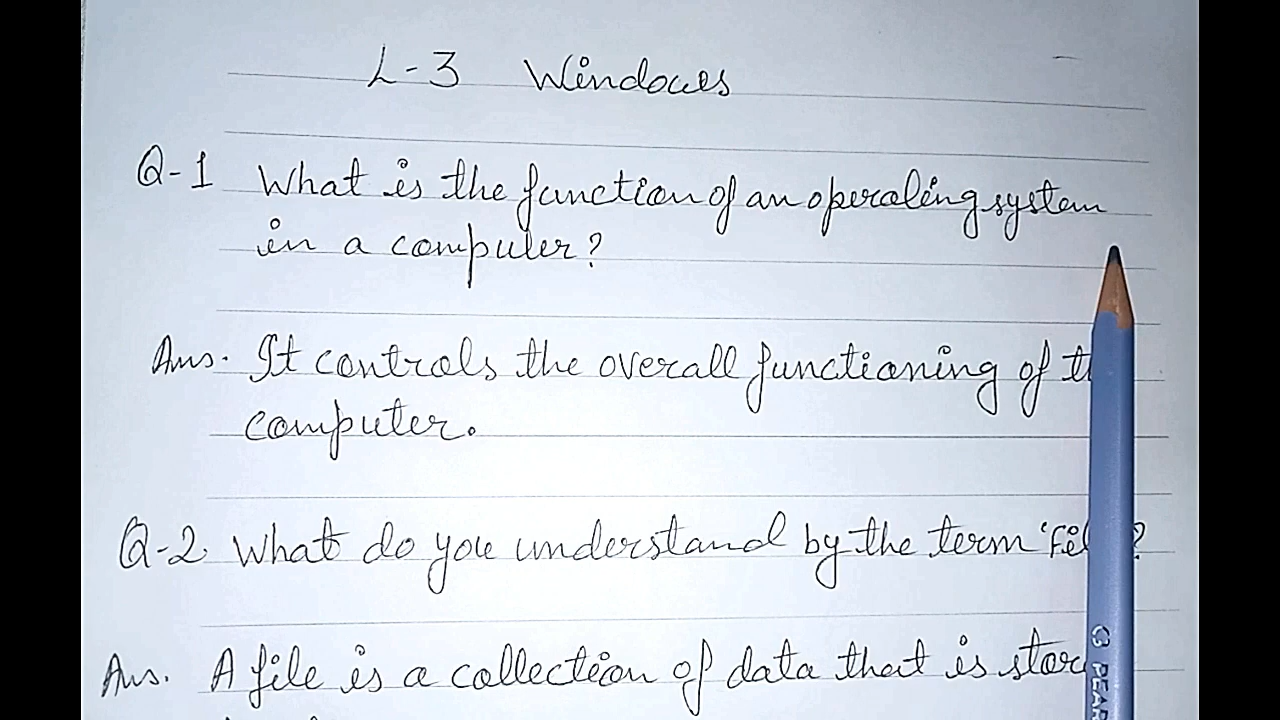 L-3 Windows
Q-1 What is the function of an operating system
in a computer?
Ans. It controls the overall functioning of
computer.
Q-2. What do you understand by the term ?
Ans. A file is a collection of data that is
PEAR